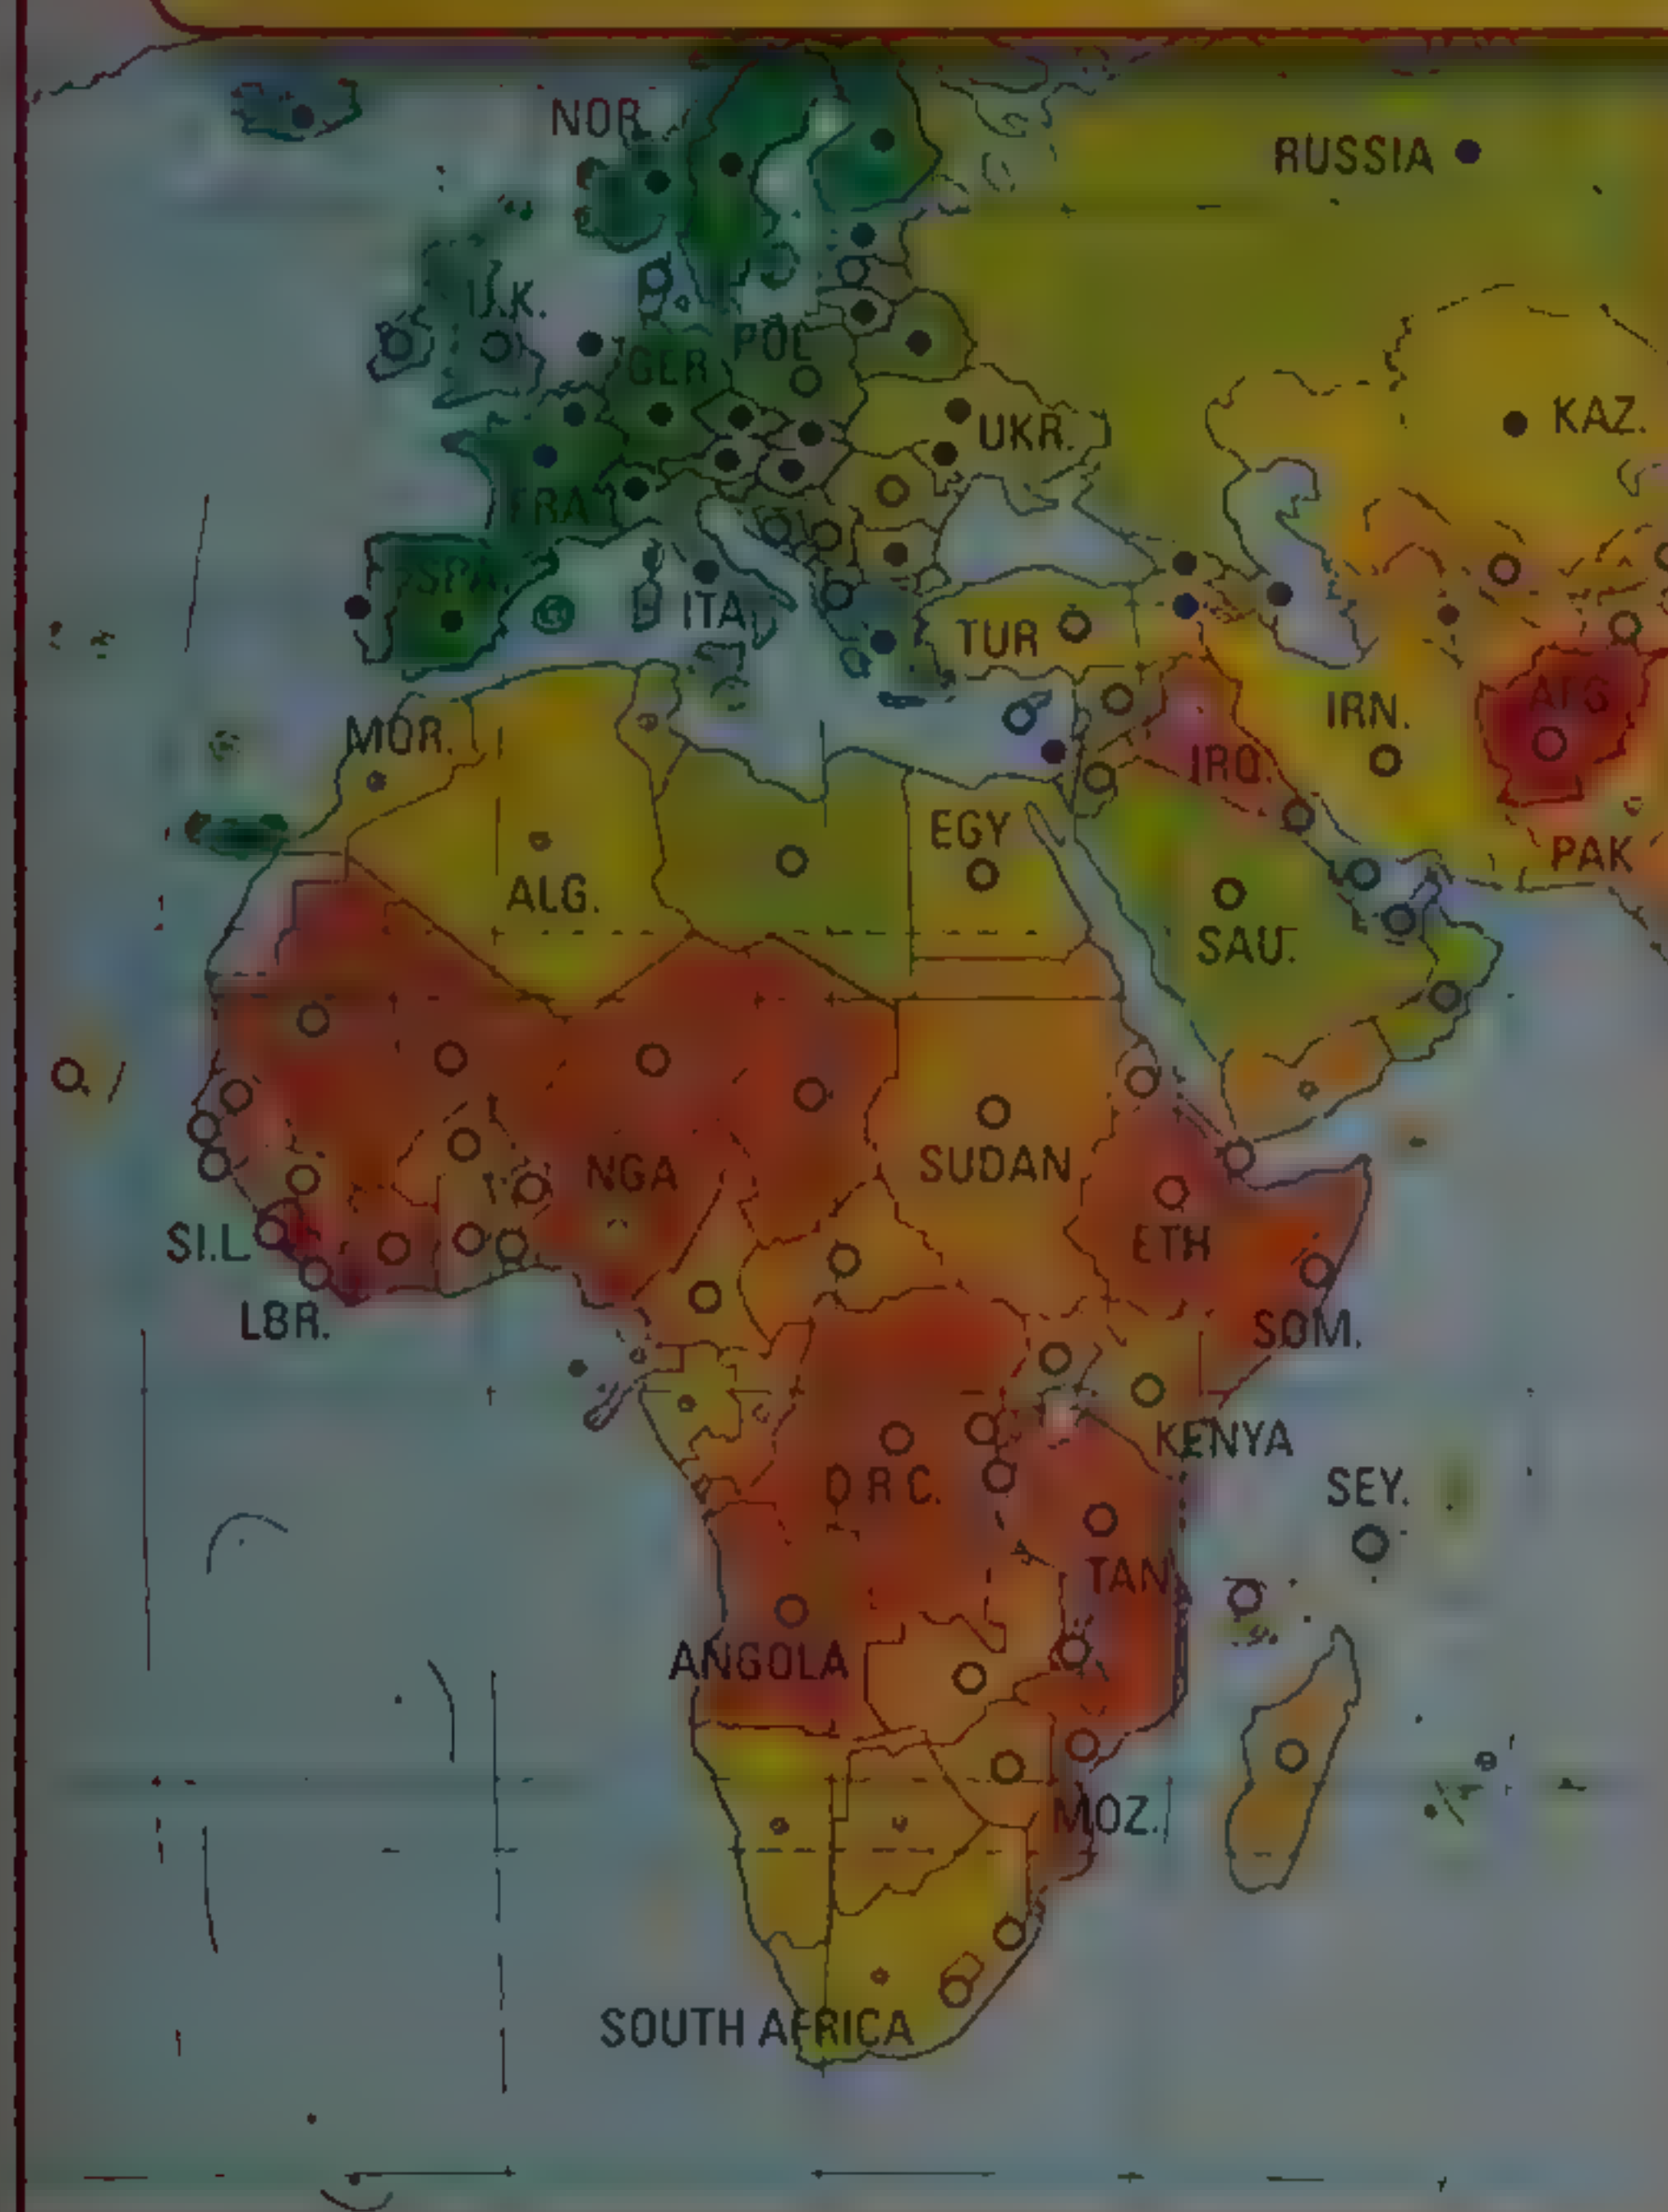 NOR.
RUSSIA
U.K.
POL
GER
KAZ.
UKR.
FRA
SPA.
ITA
TUR
AFG
IRN.
MOR.
IRQ.
EGY
PAK
ALG.
SAU.
SUDAN
NGA
ETH
SI.L.
LBR.
SOM.
KENYA
D R C.
SEY.
TAN
ANGOLA
MOZ.
SOUTH AFRICA